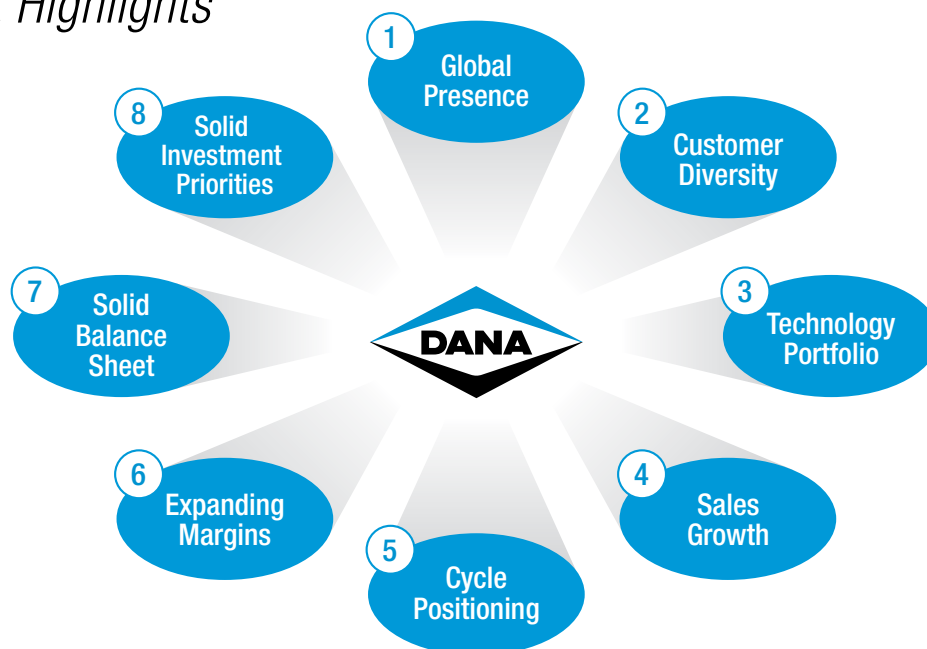 Highlights
1
Global
Presence
2
Customer
Diversity
3
Technology
Portfolio
4
Sales
Growth
5
Cycle
Positioning
6
Expanding
Margins
7
Solid
Balance
Sheet
8
Solid
Investment
Priorities
DANA